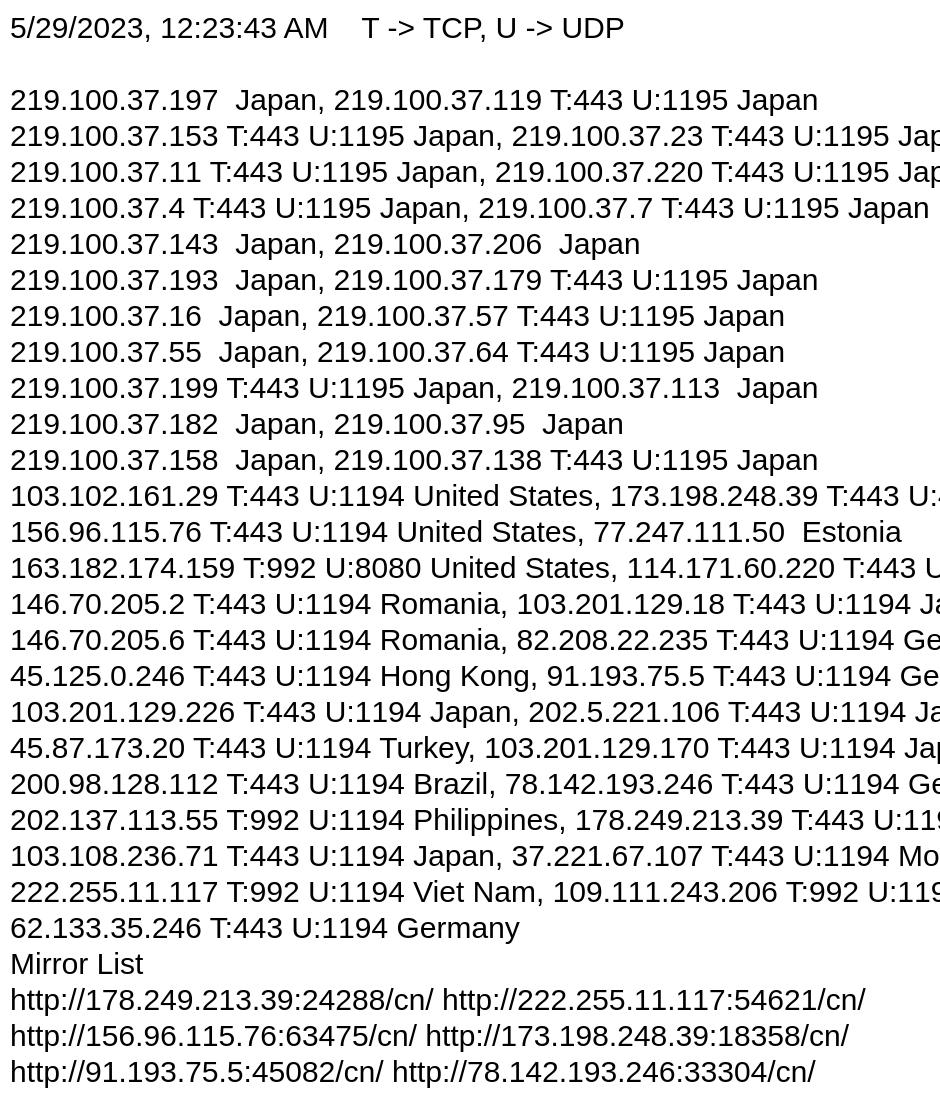 5/29/2023, 12:23:43 AM    T -> TCP, U -> UDP

219.100.37.197  Japan, 219.100.37.119 T:443 U:1195 Japan
219.100.37.153 T:443 U:1195 Japan, 219.100.37.23 T:443 U:1195
219.100.37.11 T:443 U:1195 Japan, 219.100.37.220 T:443 U:1195
219.100.37.4 T:443 U:1195 Japan, 219.100.37.7 T:443 U:1195 Japan
219.100.37.143  Japan, 219.100.37.206  Japan
219.100.37.193  Japan, 219.100.37.179 T:443 U:1195 Japan
219.100.37.16  Japan, 219.100.37.57 T:443 U:1195 Japan
219.100.37.55  Japan, 219.100.37.64 T:443 U:1195 Japan
219.100.37.199 T:443 U:1195 Japan, 219.100.37.113  Japan
219.100.37.182  Japan, 219.100.37.95  Japan
219.100.37.158  Japan, 219.100.37.138 T:443 U:1195 Japan
103.102.161.29 T:443 U:1194 United States, 173.198.248.39 T:443
156.96.115.76 T:443 U:1194 United States, 77.247.111.50  Estonia
163.182.174.159 T:992 U:8080 United States, 114.171.60.220 T:443
146.70.205.2 T:443 U:1194 Romania, 103.201.129.18 T:443 U:1194
146.70.205.6 T:443 U:1194 Romania, 82.208.22.235 T:443 U:1194
45.125.0.246 T:443 U:1194 Hong Kong, 91.193.75.5 T:443 U:1194
103.201.129.226 T:443 U:1194 Japan, 202.5.221.106 T:443 U:1194
45.87.173.20 T:443 U:1194 Turkey, 103.201.129.170 T:443 U:1194
200.98.128.112 T:443 U:1194 Brazil, 78.142.193.246 T:443 U:1194
202.137.113.55 T:992 U:1194 Philippines, 178.249.213.39 T:443
103.108.236.71 T:443 U:1194 Japan, 37.221.67.107 T:443 U:1194
222.255.11.117 T:992 U:1194 Viet Nam, 109.111.243.206 T:992
62.133.35.246 T:443 U:1194 Germany
Mirror List
http://178.249.213.39:24288/cn/ http://222.255.11.117:54621/cn/
http://156.96.115.76:63475/cn/ http://173.198.248.39:18358/cn/
http://91.193.75.5:45082/cn/ http://78.142.193.246:33304/cn/